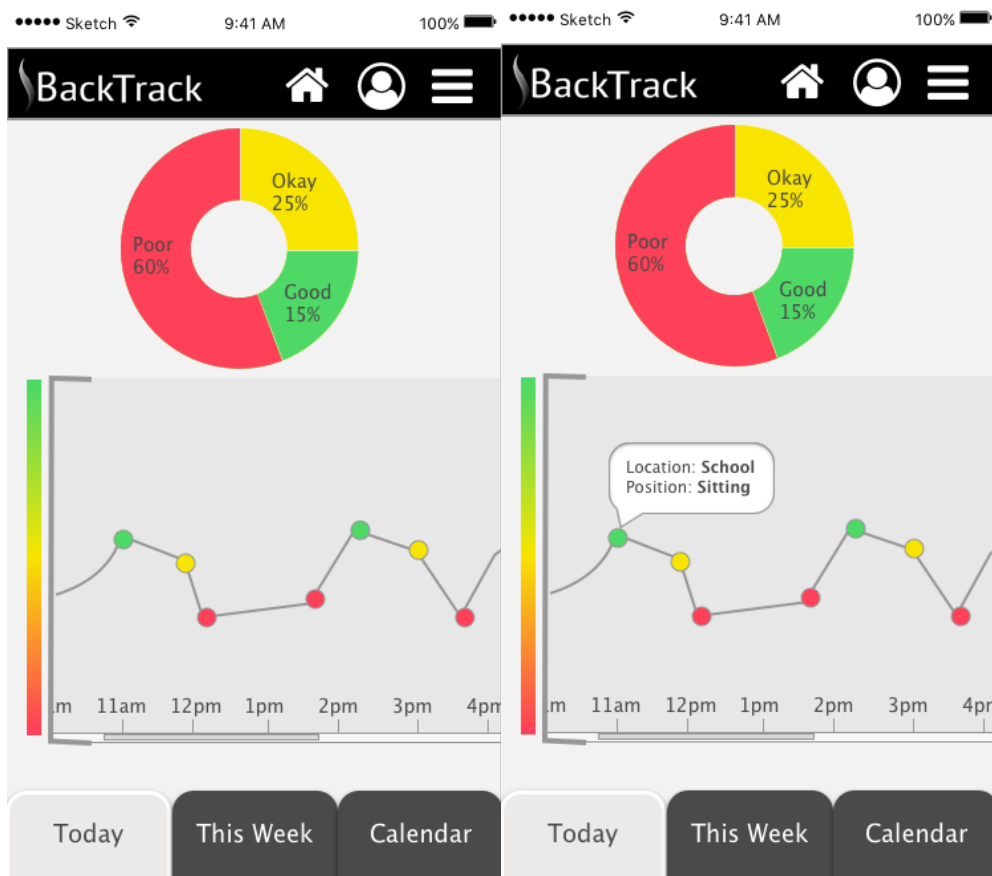 Sketch 9:41 AM 100%
BackTrack
Okay
25%
Poor
60%
Good
15%
m 11am 12pm 1pm 2pm 3pm 4pm
Today This Week Calendar
Sketch 9:41 AM 100%
BackTrack
Okay
25%
Poor
60%
Good
15%
Location: School
Position: Sitting
m 11am 12pm 1pm 2pm 3pm 4pm
Today This Week Calendar